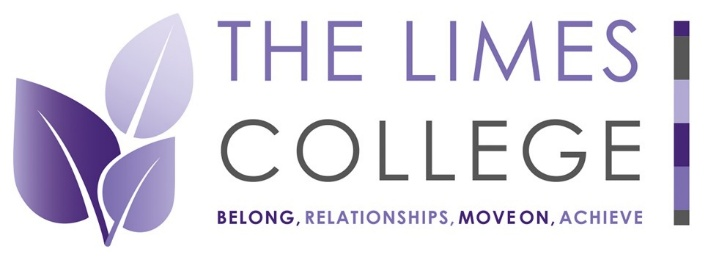 THE LIMES
COLLEGE
BELONG, RELATIONSHIPS, MOVE ON, ACHIEVE